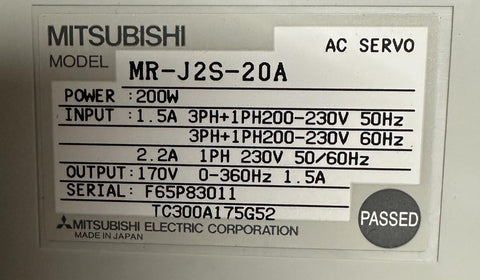 MITSUBISHI
AC SERVO
MODEL MR-J2S-20A
POWER :200W
INPUT :1.5A 3PH+1PH200-230V 50Hz
3PH+1PH200-230V 60Hz
2.2A 1PH 230V 50/60Hz
OUTPUT:170V 0-360Hz 1.5A
SERIAL: F65P83011
TC300A175G52
MITSUBISHI ELECTRIC CORPORATION
MADE IN JAPAN
PASSED